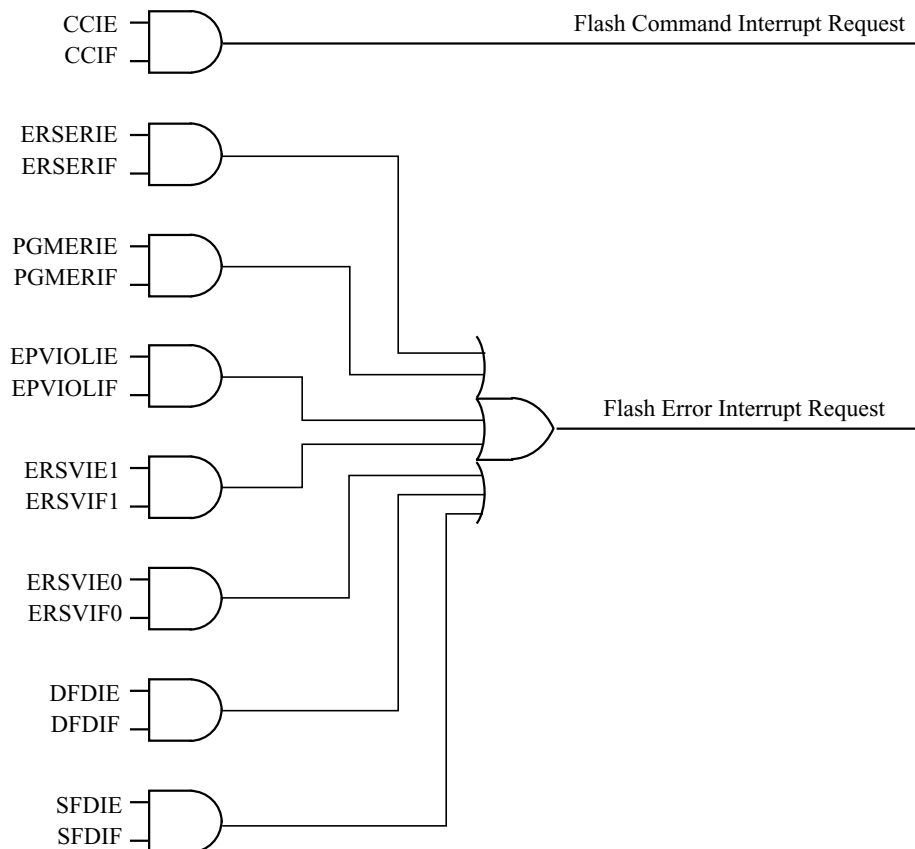 CCIE
CCIF
Flash Command Interrupt Request
ERSERIE
ERSERIF
PGMERIE
PGMERIF
EPVIOLIE
EPVIOLIF
Flash Error Interrupt Request
ERSVIE1
ERSVIF1
ERSVIE0
ERSVIF0
DFDIE
DFDIF
SFDIE
SFDIF